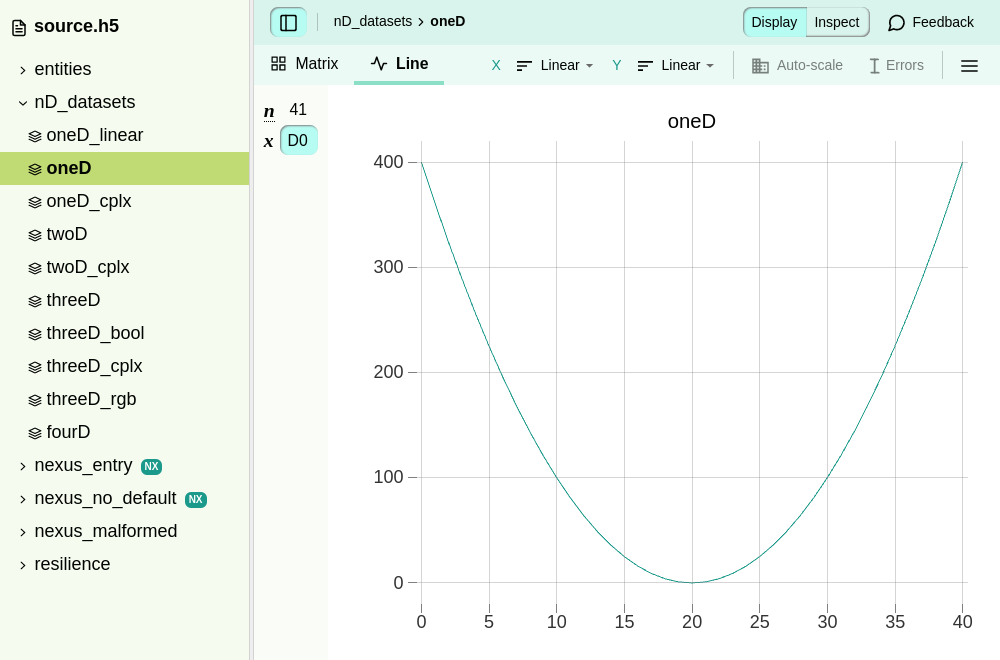 source.h5
entities
nD_datasets
oneD_linear
oneD
oneD_cplx
twoD
twoD_cplx
threeD
threeD_bool
threeD_cplx
threeD_rgb
fourD
nexus_entry NX
nexus_no_default NX
nexus_malformed
resilience
nD_datasets › oneD
Display Inspect Feedback
Matrix Line X Linear Y Linear Auto-scale Errors
n 41
x D0
oneD
400
300
200
100
0
0 5 10 15 20 25 30 35 40